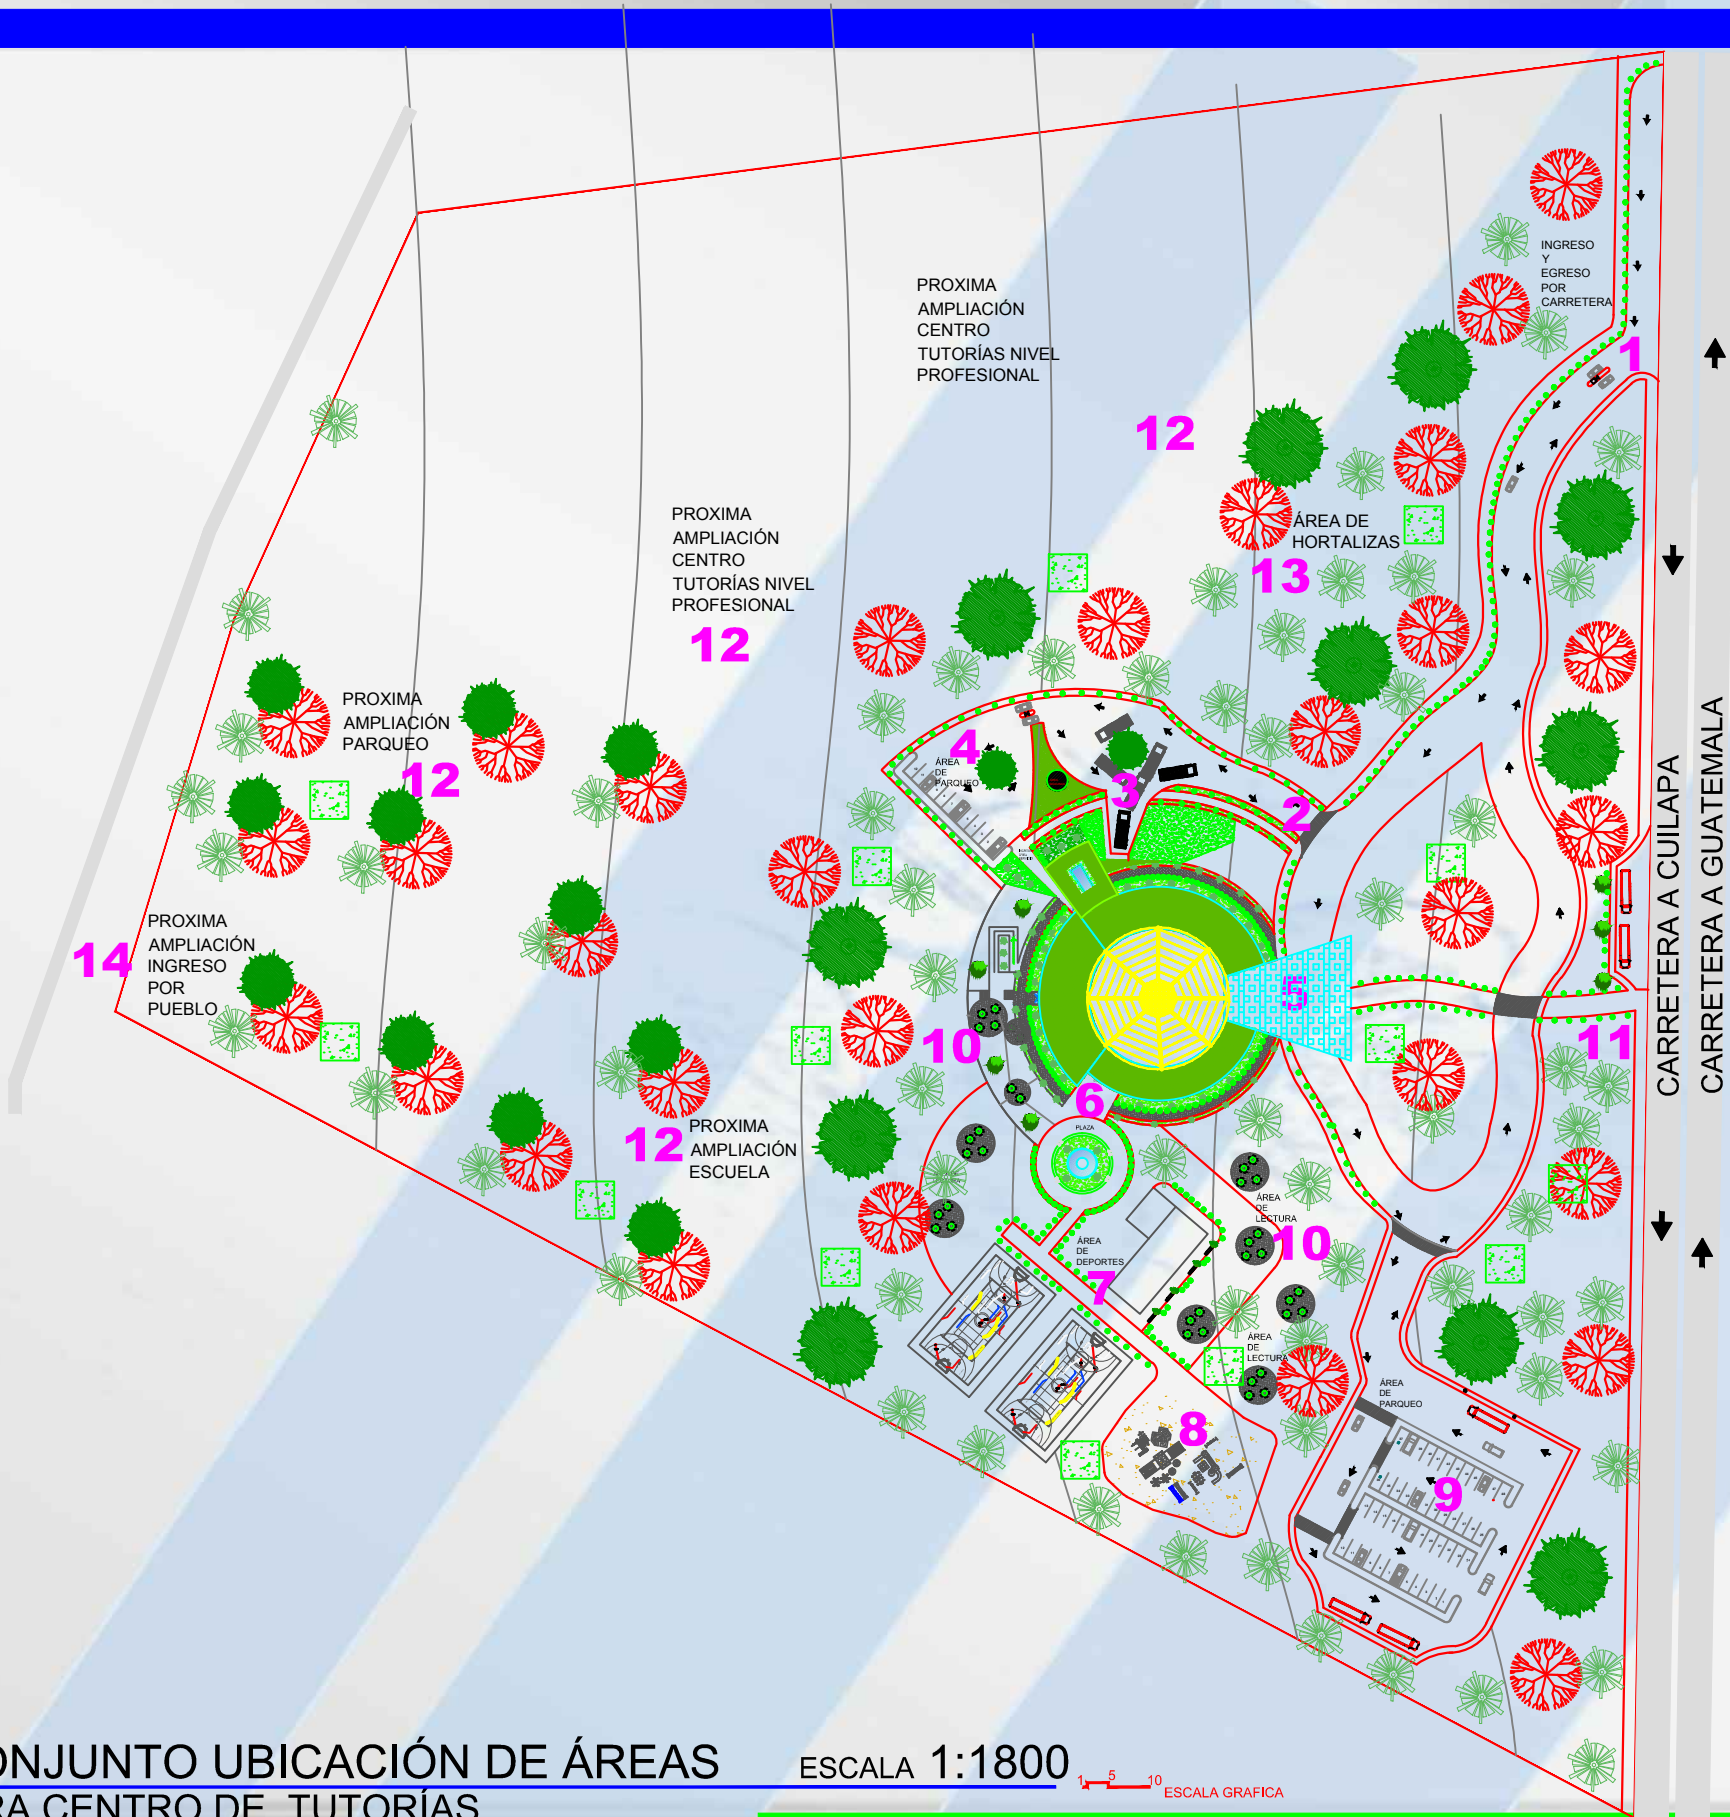 INGRESO
Y
EGRESO
POR
CARRETERA
1
PROXIMA
AMPLIACIÓN
CENTRO
TUTORÍAS NIVEL
PROFESIONAL
12
PROXIMA
AMPLIACIÓN
CENTRO
TUTORÍAS NIVEL
PROFESIONAL
12
ÁREA DE
HORTALIZAS
13
PROXIMA
AMPLIACIÓN
PARQUEO
12
4
ÁREA
DE
PARQUEO
3
2
CARRETERA A CUILAPA
CARRETERA A GUATEMALA
PROXIMA
AMPLIACIÓN
INGRESO
POR
PUEBLO
14
5
10
11
6
PLAZA
PROXIMA
AMPLIACIÓN
ESCUELA
12
ÁREA
DE
LECTURA
10
ÁREA
DE
DEPORTES
7
ÁREA
DE
LECTURA
8
ÁREA
DE
PARQUEO
9
ONJUNTO UBICACIÓN DE ÁREAS
ESCALA 1:1800
1 5 10
ESCALA GRAFICA
RA CENTRO DE TUTORÍAS